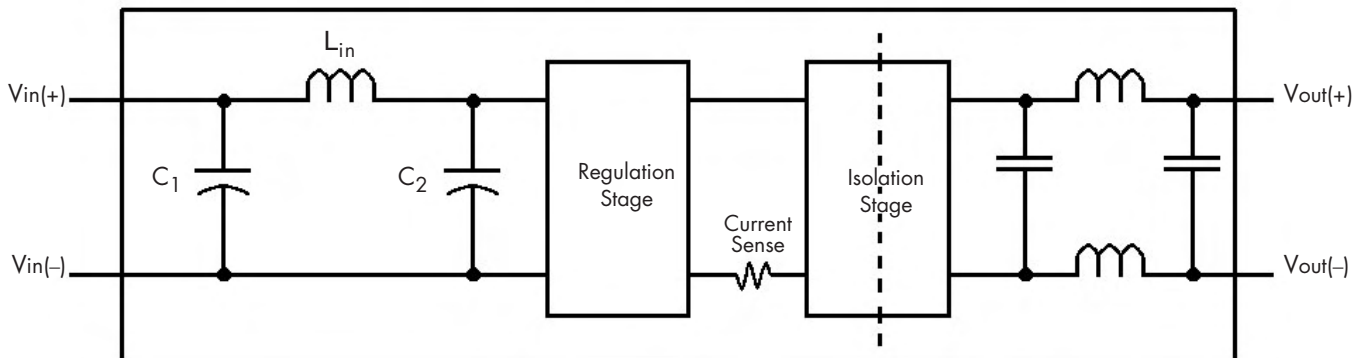 Lin
Vin(+)
Vout(+)
C1
C2
Regulation
Stage
Isolation
Stage
Current
Sense
Vin(–)
Vout(–)